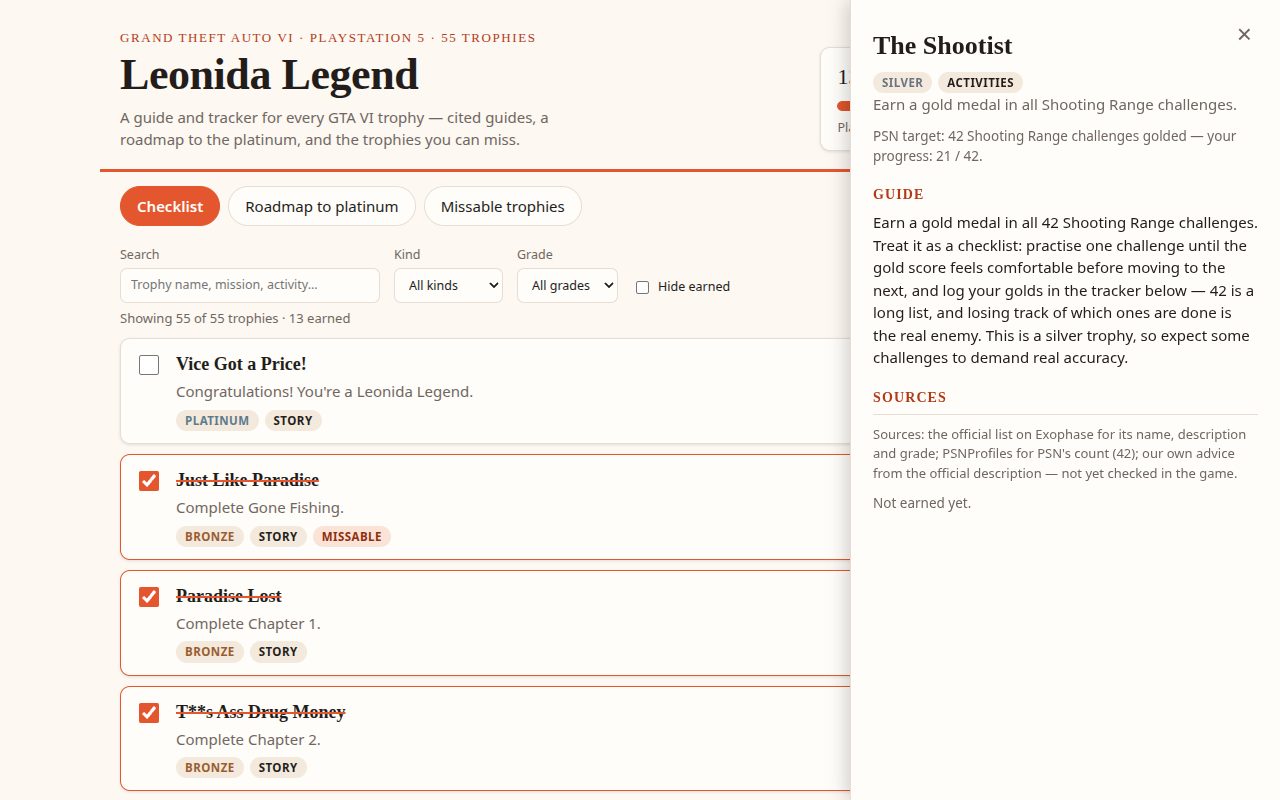 GRAND THEFT AUTO VI · PLAYSTATION 5 · 55 TROPHIES
Leonida Legend
A guide and tracker for every GTA VI trophy — cited guides, a
roadmap to the platinum, and the trophies you can miss.
Checklist
Roadmap to platinum
Missable trophies
Search
Kind
Grade
Trophy name, mission, activity...
All kinds
All grades
Hide earned
Showing 55 of 55 trophies · 13 earned
Vice Got a Price!
Congratulations! You're a Leonida Legend.
PLATINUM STORY
Just Like Paradise
Complete Gone Fishing.
BRONZE STORY MISSABLE
Paradise Lost
Complete Chapter 1.
BRONZE STORY
T**s Ass Drug Money
Complete Chapter 2.
BRONZE STORY
The Shootist
✕
SILVER ACTIVITIES
Earn a gold medal in all Shooting Range challenges.
PSN target: 42 Shooting Range challenges golded — your
progress: 21 / 42.
GUIDE
Earn a gold medal in all 42 Shooting Range challenges.
Treat it as a checklist: practise one challenge until the
gold score feels comfortable before moving to the
next, and log your golds in the tracker below — 42 is a
long list, and losing track of which ones are done is
the real enemy. This is a silver trophy, so expect some
challenges to demand real accuracy.
SOURCES
Sources: the official list on Exophase for its name, description
and grade; PSNProfiles for PSN's count (42); our own advice
from the official description — not yet checked in the game.
Not earned yet.